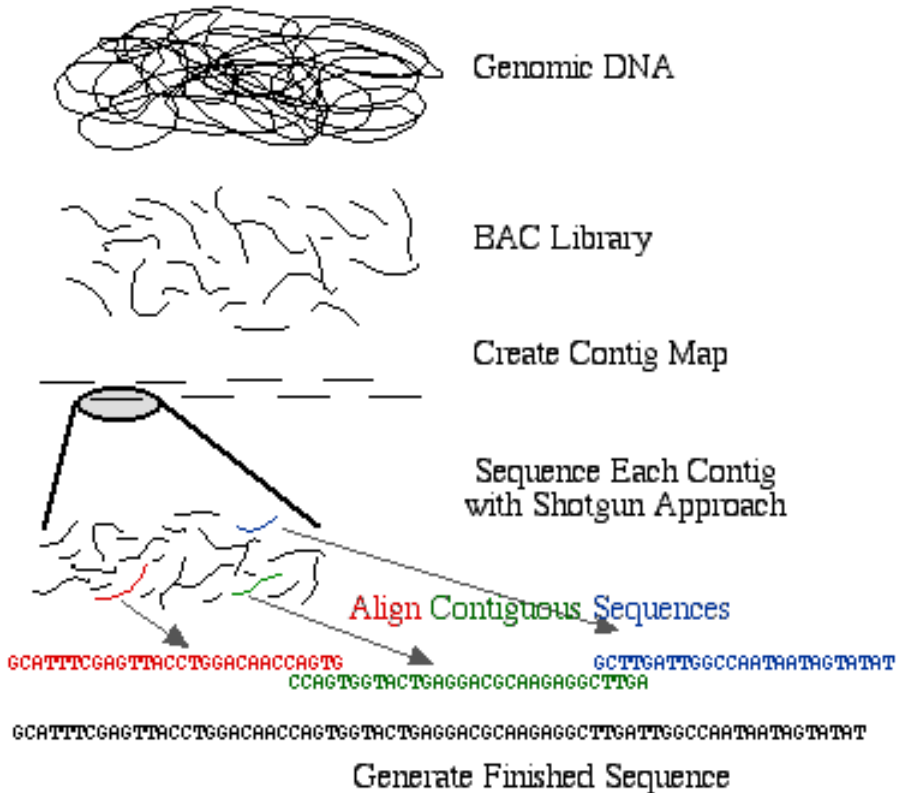 Genomic DNA
BAC Library
Create Contig Map
Sequence Each Contig
with Shotgun Approach
Align Contiguous Sequences
GCATTTCGAGTTACCTGGACAACCAGTG
GCTTGATTGGCCAATAATAGTATAT
CCAGTGGTACTGAGGACGCAAGAGGCTTGA
GCATTTCGAGTTACCTGGACAACCAGTGGTACTGAGGACGCAAGAGGCTTGATTGGCCAATAATAGTATAT
Generate Finished Sequence